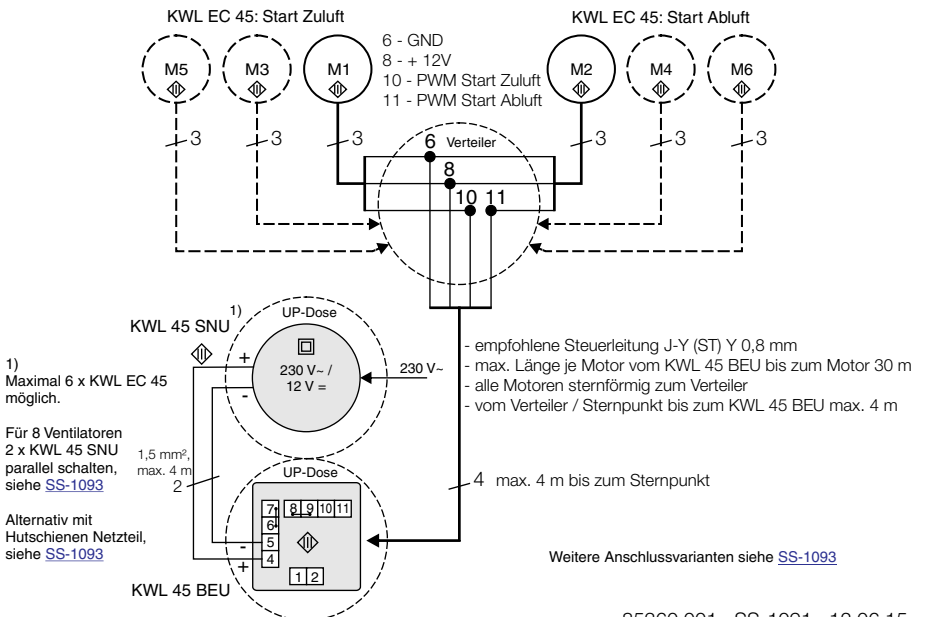 KWL EC 45: Start Zuluft
KWL EC 45: Start Abluft
M5
M3
M1
6 - GND
8 - + 12V
10 - PWM Start Zuluft
11 - PWM Start Abluft
M2
M4
M6
3
3
3
3
3
3
6
Verteiler
8
10
11
1)
KWL 45 SNU
UP-Dose
+
-
230 V~ /
12 V =
230 V~
1)
Maximal 6 x KWL EC 45
möglich.
Für 8 Ventilatoren
2 x KWL 45 SNU
parallel schalten,
siehe SS-1093
Alternativ mit
Hutschienen Netzteil,
siehe SS-1093
- empfohlene Steuerleitung J-Y (ST) Y 0,8 mm
- max. Länge je Motor vom KWL 45 BEU bis zum Motor 30 m
- alle Motoren sternförmig zum Verteiler
- vom Verteiler / Sternpunkt bis zum KWL 45 BEU max. 4 m
1,5 mm²,
max. 4 m
2
UP-Dose
4 max. 4 m bis zum Sternpunkt
7
8 9 10 11
6
5
4
1 2
-
+
KWL 45 BEU
Weitere Anschlussvarianten siehe SS-1093